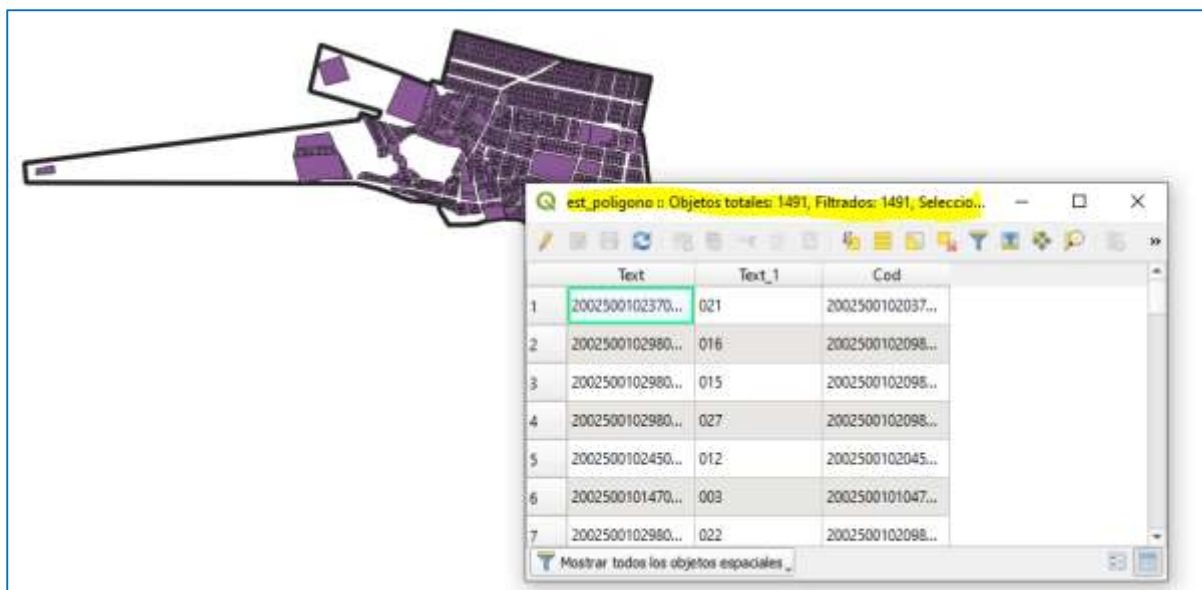 est_poligono :: Objetos totales: 1491, Filtrados: 1491, Seleccio...
»
Text Text_1 Cod
1 2002500102370... 021 2002500102037...
2 2002500102980... 016 2002500102098...
3 2002500102980... 015 2002500102098...
4 2002500102980... 027 2002500102098...
5 2002500102450... 012 2002500102045...
6 2002500101470... 003 2002500101047...
7 2002500102980... 022 2002500102098...
Mostrar todos los objetos espaciales